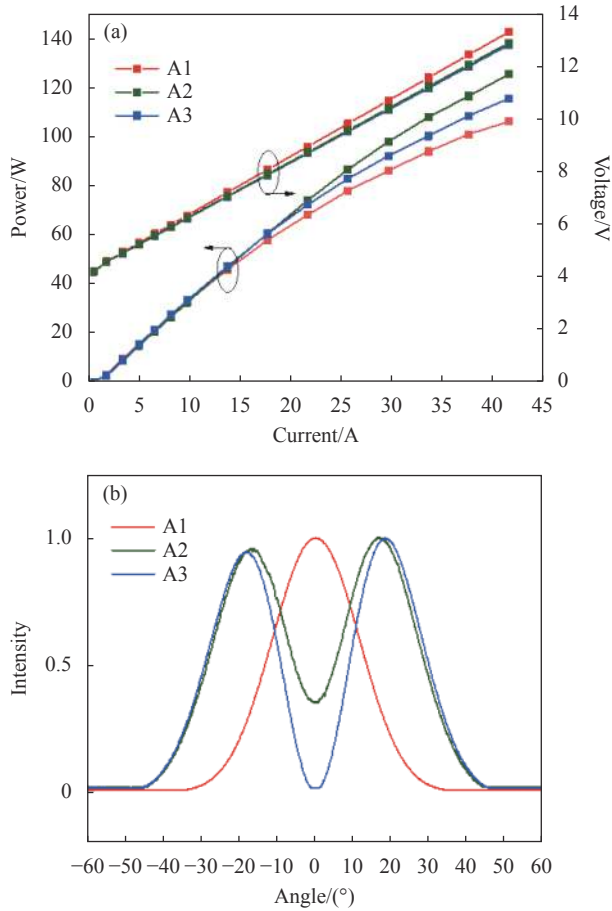 (a)
A1
A2
A3
Power/W
140
120
100
80
60
40
20
0
Voltage/V
14
12
10
8
6
4
2
0
0 5 10 15 20 25 30 35 40 45
Current/A
(b)
A1
A2
A3
Intensity
1.0
0.5
0
−60 −50 −40 −30 −20 −10 0 10 20 30 40 50 60
Angle/(°)